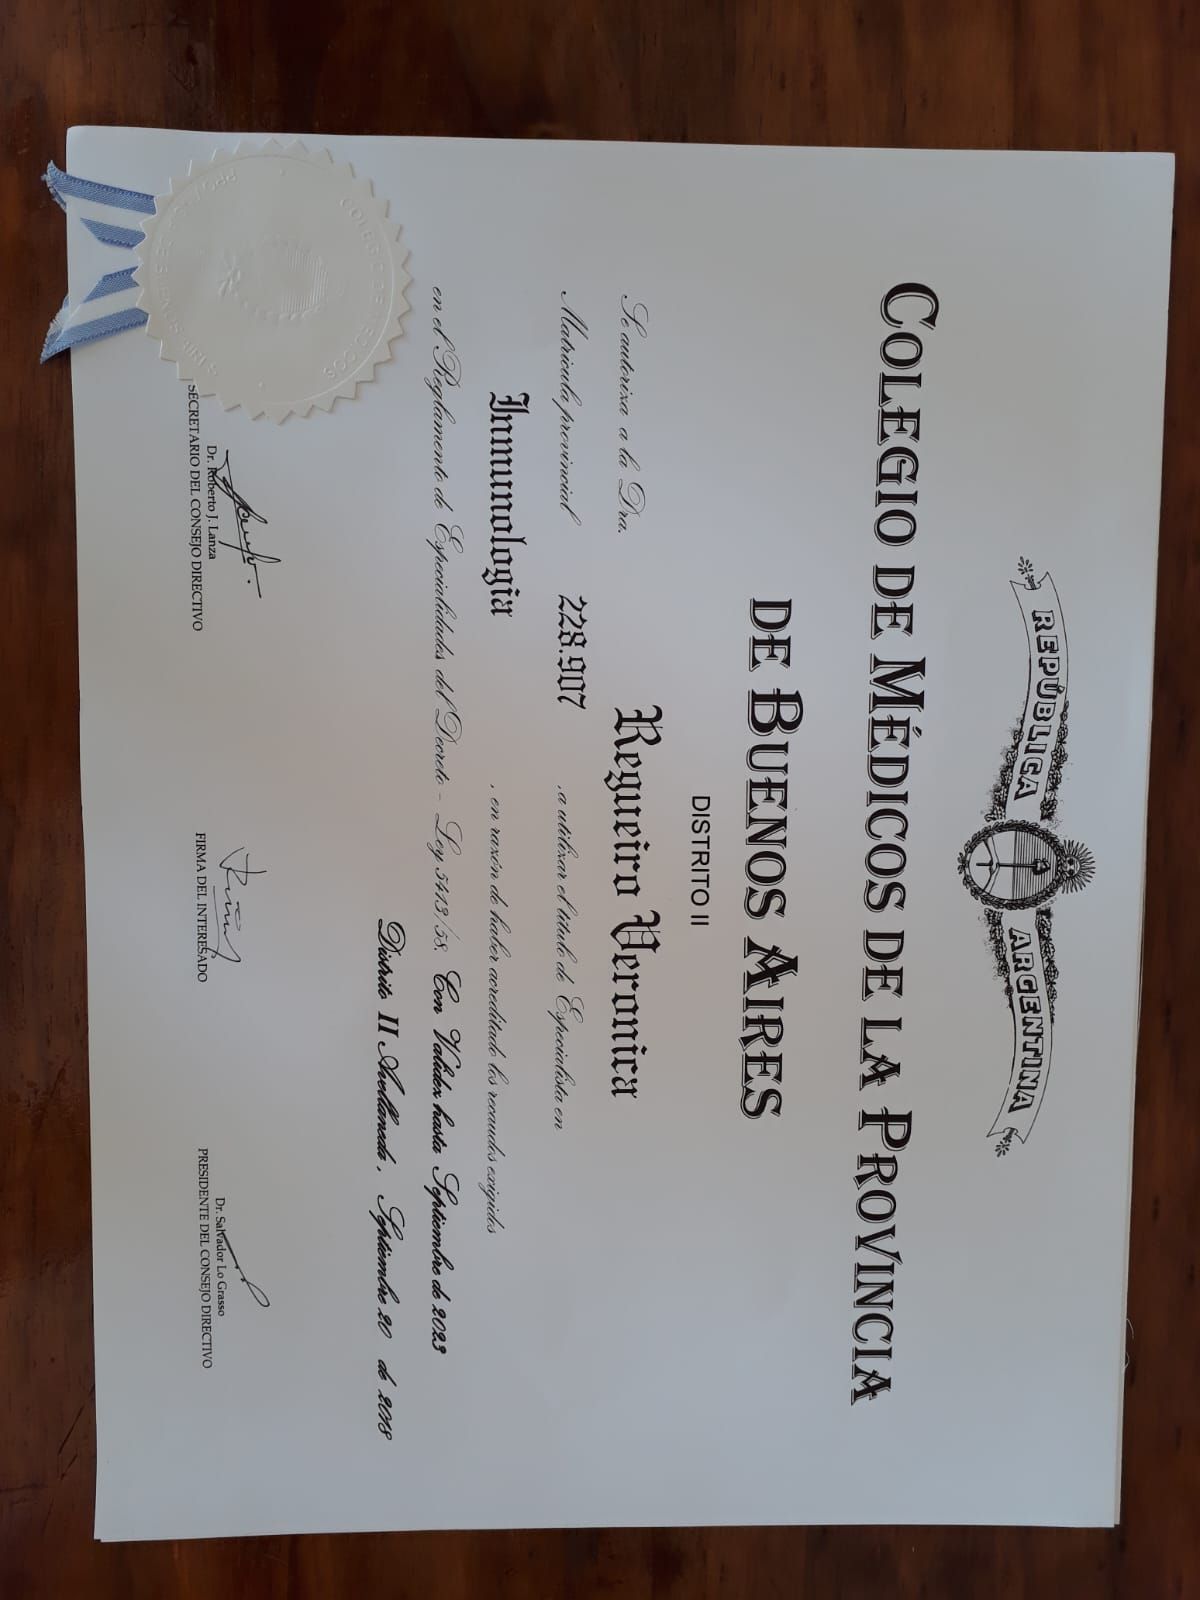 REPÚBLICA ARGENTINA
COLEGIO DE MÉDICOS DE LA PROVINCIA
DE BUENOS AIRES
DISTRITO II
Se autoriza a la Dra. Regueiro Veronica
Matrícula provincial 228.907 , a utilizar el título de Especialista en
Inmunología , en razón de haber acreditado los recaudos exigidos
en el Reglamento de Especialidades del Decreto - Ley 5413/58. Con Validez hasta Septiembre de 2023
Distrito II Avellaneda , Septiembre 20 de 2018
COLEGIO DE MEDICOS
Dr. Roberto J. Lanza
SECRETARIO DEL CONSEJO DIRECTIVO
FIRMA DEL INTERESADO
Dr. Salvador Lo Grasso
PRESIDENTE DEL CONSEJO DIRECTIVO